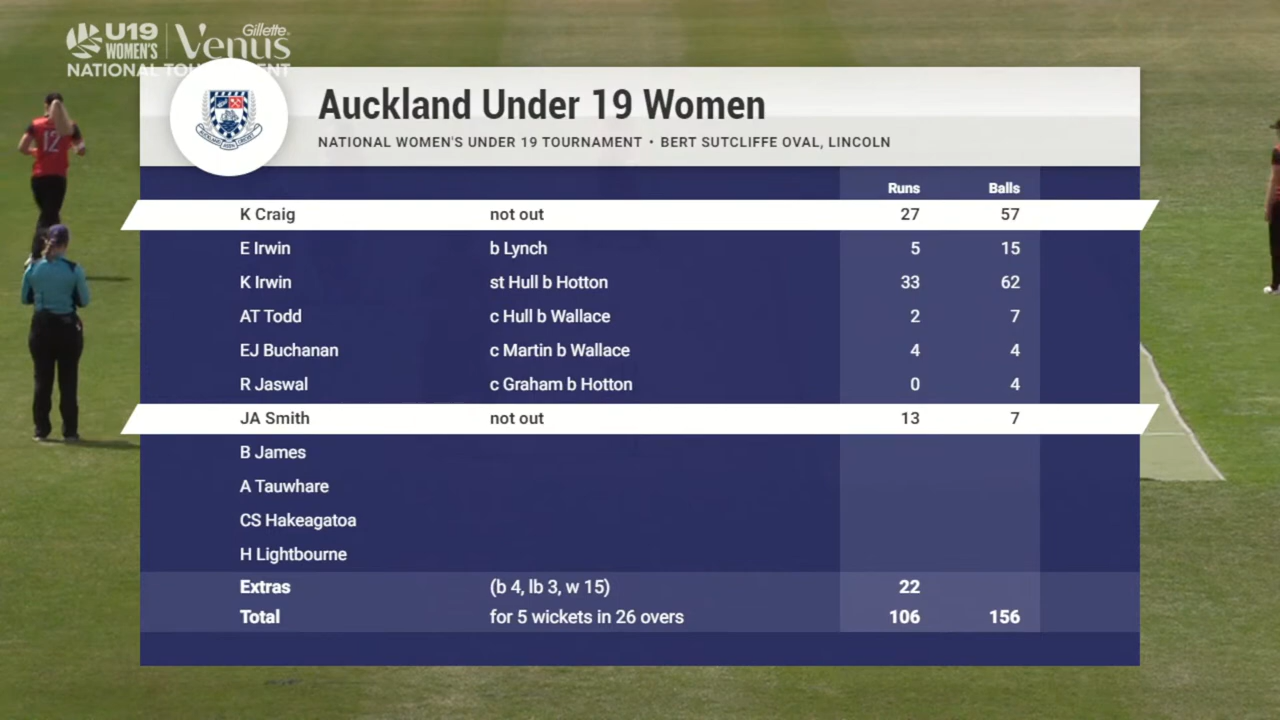 U19 WOMEN'S Gillette Venus
NATIONAL
Auckland Under 19 Women
NATIONAL WOMEN'S UNDER 19 TOURNAMENT • BERT SUTCLIFFE OVAL, LINCOLN
Runs Balls
K Craig not out 27 57
E Irwin b Lynch 5 15
K Irwin st Hull b Hotton 33 62
AT Todd c Hull b Wallace 2 7
EJ Buchanan c Martin b Wallace 4 4
R Jaswal c Graham b Hotton 0 4
JA Smith not out 13 7
B James
A Tauwhare
CS Hakeagatoa
H Lightbourne
Extras (b 4, lb 3, w 15) 22
Total for 5 wickets in 26 overs 106 156
12